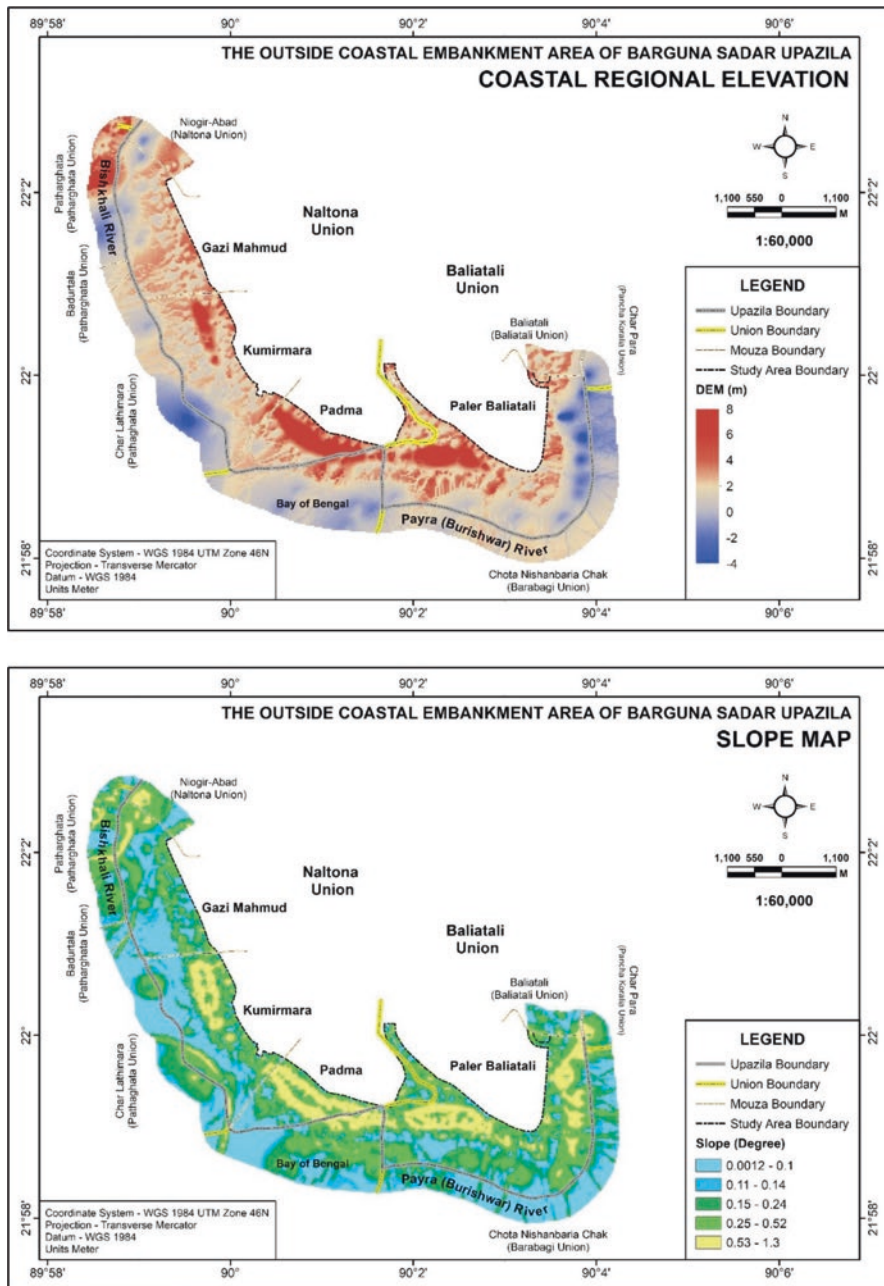 89°58' 90° 90°2' 90°4' 90°6'
THE OUTSIDE COASTAL EMBANKMENT AREA OF BARGUNA SADAR UPAZILA
COASTAL REGIONAL ELEVATION
Niogir-Abad
(Naltona Union)
N
W E
S
Patharghata
(Patharghata Union)
Bishkhali River
22°2'
22°2'
1,100 550 0 1,100
M
1:60,000
Naltona
Union
Gazi Mahmud
Badurtala
(Patharghata Union)
Baliatali
Union
Baliatali
(Baliatali Union)
Char Para
(Pancha Koralia Union)
LEGEND
Upazila Boundary
Union Boundary
Mouza Boundary
Study Area Boundary
DEM (m)
8
6
4
2
0
-2
-4
Kumirmara
22°
22°
Char Lathimara
(Pathaghata Union)
Padma
Paler Baliatali
Bay of Bengal
Payra (Burishwar) River
21°58'
21°58'
Chota Nishanbaria Chak
(Barabagi Union)
Coordinate System - WGS 1984 UTM Zone 46N
Projection - Transverse Mercator
Datum - WGS 1984
Units Meter
89°58' 90° 90°2' 90°4' 90°6'
89°58' 90° 90°2' 90°4' 90°6'
THE OUTSIDE COASTAL EMBANKMENT AREA OF BARGUNA SADAR UPAZILA
SLOPE MAP
Niogir-Abad
(Naltona Union)
N
W E
S
Patharghata
(Patharghata Union)
Bishkhali River
22°2'
22°2'
1,100 550 0 1,100
M
1:60,000
Naltona
Union
Gazi Mahmud
Badurtala
(Patharghata Union)
Baliatali
Union
Baliatali
(Baliatali Union)
Char Para
(Pancha Koralia Union)
Kumirmara
22°
22°
Char Lathimara
(Pathaghata Union)
Padma
Paler Baliatali
LEGEND
Upazila Boundary
Union Boundary
Mouza Boundary
Study Area Boundary
Slope (Degree)
0.0012 - 0.1
0.11 - 0.14
0.15 - 0.24
0.25 - 0.52
0.53 - 1.3
Bay of Bengal
Payra (Burishwar) River
21°58'
21°58'
Chota Nishanbaria Chak
(Barabagi Union)
Coordinate System - WGS 1984 UTM Zone 46N
Projection - Transverse Mercator
Datum - WGS 1984
Units Meter
89°58' 90° 90°2' 90°4' 90°6'